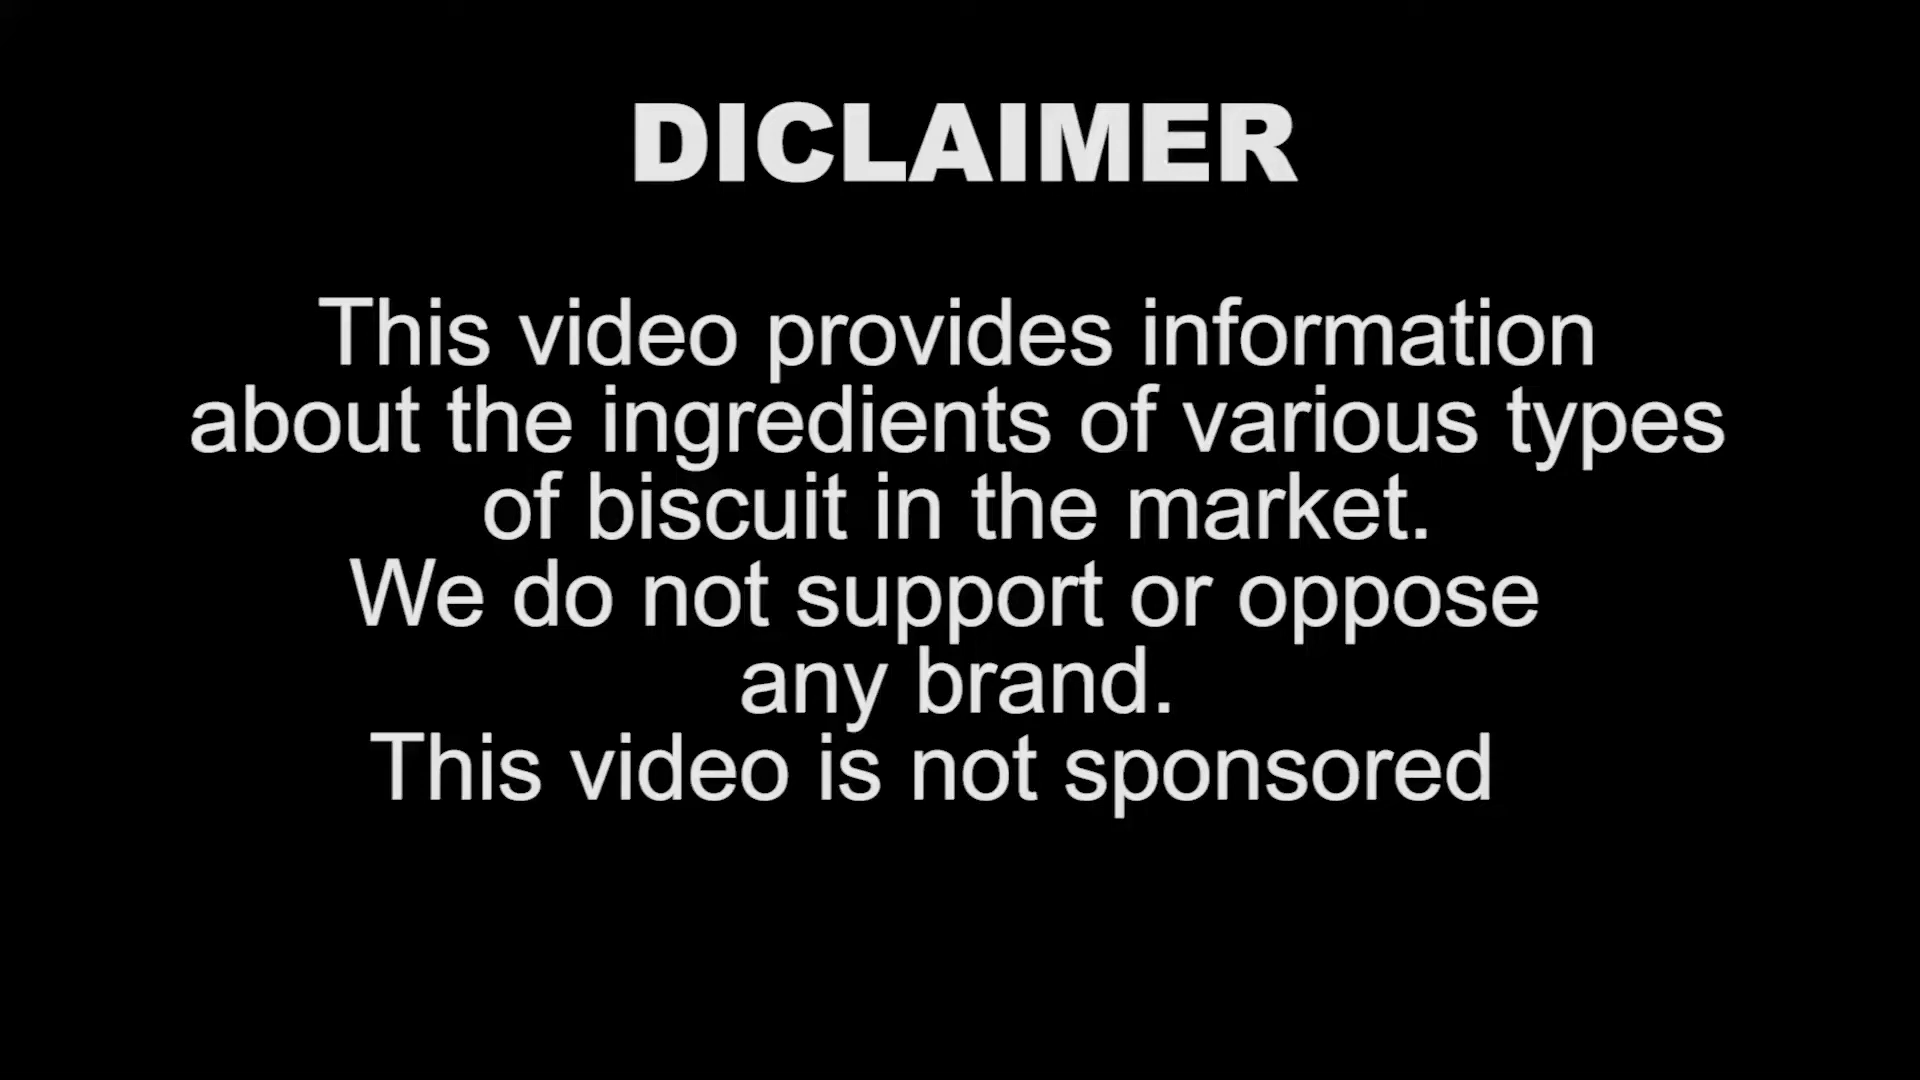 DICLAIMER
This video provides information
about the ingredients of various types
of biscuit in the market.
We do not support or oppose
any brand.
This video is not sponsored